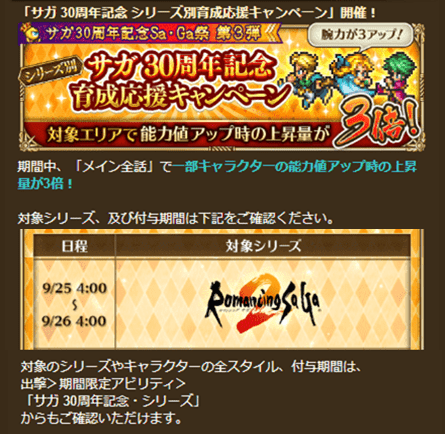 「サガ 30周年記念 シリーズ別育成応援キャンペーン」開催！
サガ30周年記念Sa・Ga祭 第3弾
腕力が3アップ！
シリーズ別
サガ30周年記念
育成応援キャンペーン
対象エリアで能力値アップ時の上昇量が
3倍！
期間中、「メイン全話」で一部キャラクターの能力値アップ時の上昇
量が3倍！
対象シリーズ、及び付与期間は下記をご確認ください。
日程
対象シリーズ
9/25 4:00
～
9/26 4:00
Romancing SaGa
2
対象のシリーズやキャラクターの全スタイル、付与期間は、
出撃＞期間限定アビリティ＞
「サガ 30周年記念・シリーズ」
からもご確認いただけます。